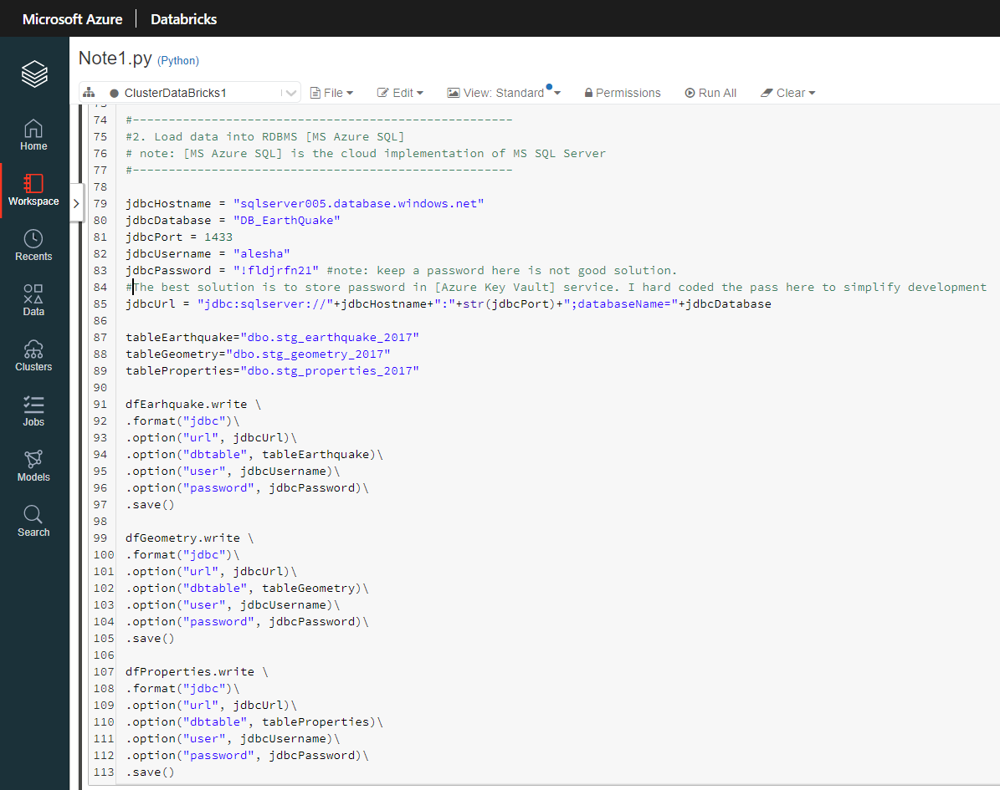 Microsoft Azure | Databricks
Note1.py (Python)
ClusterDataBricks1 File Edit View: Standard Permissions Run All Clear
Home
Workspace
Recents
Data
Clusters
Jobs
Models
Search
73
74 #-----------------------------------------------------
75 #2. Load data into RDBMS [MS Azure SQL]
76 # note: [MS Azure SQL] is the cloud implementation of MS SQL Server
77 #-----------------------------------------------------
78
79 jdbcHostname = "sqlserver005.database.windows.net"
80 jdbcDatabase = "DB_EarthQuake"
81 jdbcPort = 1433
82 jdbcUsername = "alesha"
83 jdbcPassword = "!fldjrfn21" #note: keep a password here is not good solution.
84 #The best solution is to store password in [Azure Key Vault] service. I hard coded the pass here to simplify development
85 jdbcUrl = "jdbc:sqlserver://"+jdbcHostname+":"+str(jdbcPort)+";databaseName="+jdbcDatabase
86
87 tableEarthquake="dbo.stg_earthquake_2017"
88 tableGeometry="dbo.stg_geometry_2017"
89 tableProperties="dbo.stg_properties_2017"
90
91 dfEarhquake.write \
92 .format("jdbc")\
93 .option("url", jdbcUrl)\
94 .option("dbtable", tableEarthquake)\
95 .option("user", jdbcUsername)\
96 .option("password", jdbcPassword)\
97 .save()
98
99 dfGeometry.write \
100 .format("jdbc")\
101 .option("url", jdbcUrl)\
102 .option("dbtable", tableGeometry)\
103 .option("user", jdbcUsername)\
104 .option("password", jdbcPassword)\
105 .save()
106
107 dfProperties.write \
108 .format("jdbc")\
109 .option("url", jdbcUrl)\
110 .option("dbtable", tableProperties)\
111 .option("user", jdbcUsername)\
112 .option("password", jdbcPassword)\
113 .save()